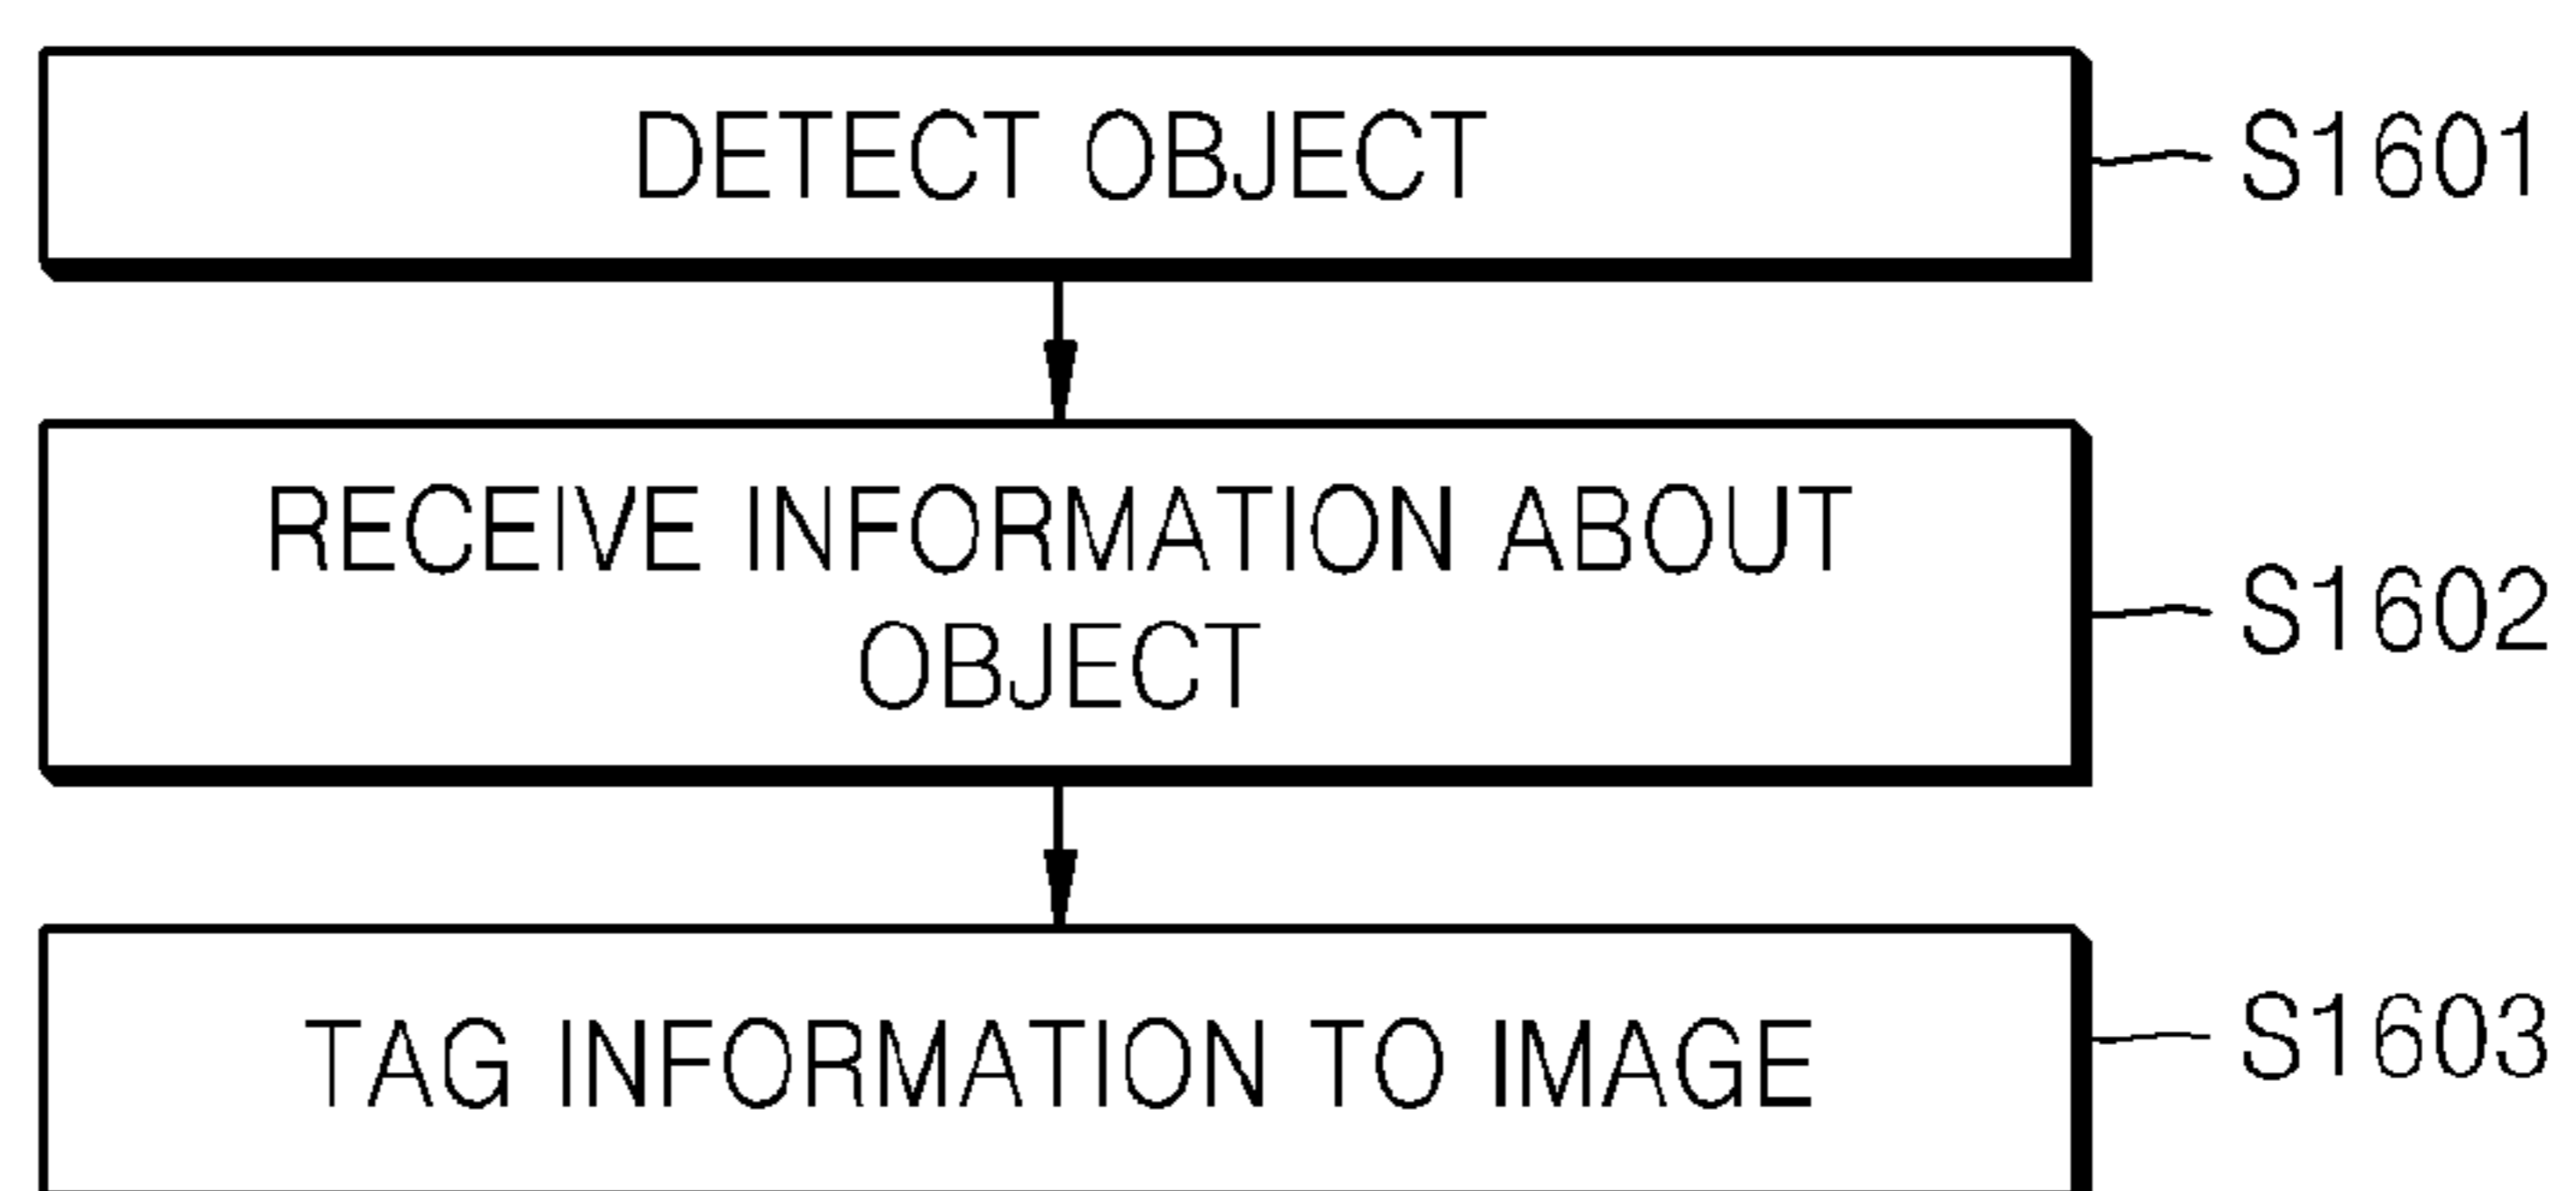 DETECT OBJECT
S1601
RECEIVE INFORMATION ABOUT
OBJECT
S1602
TAG INFORMATION TO IMAGE
S1603